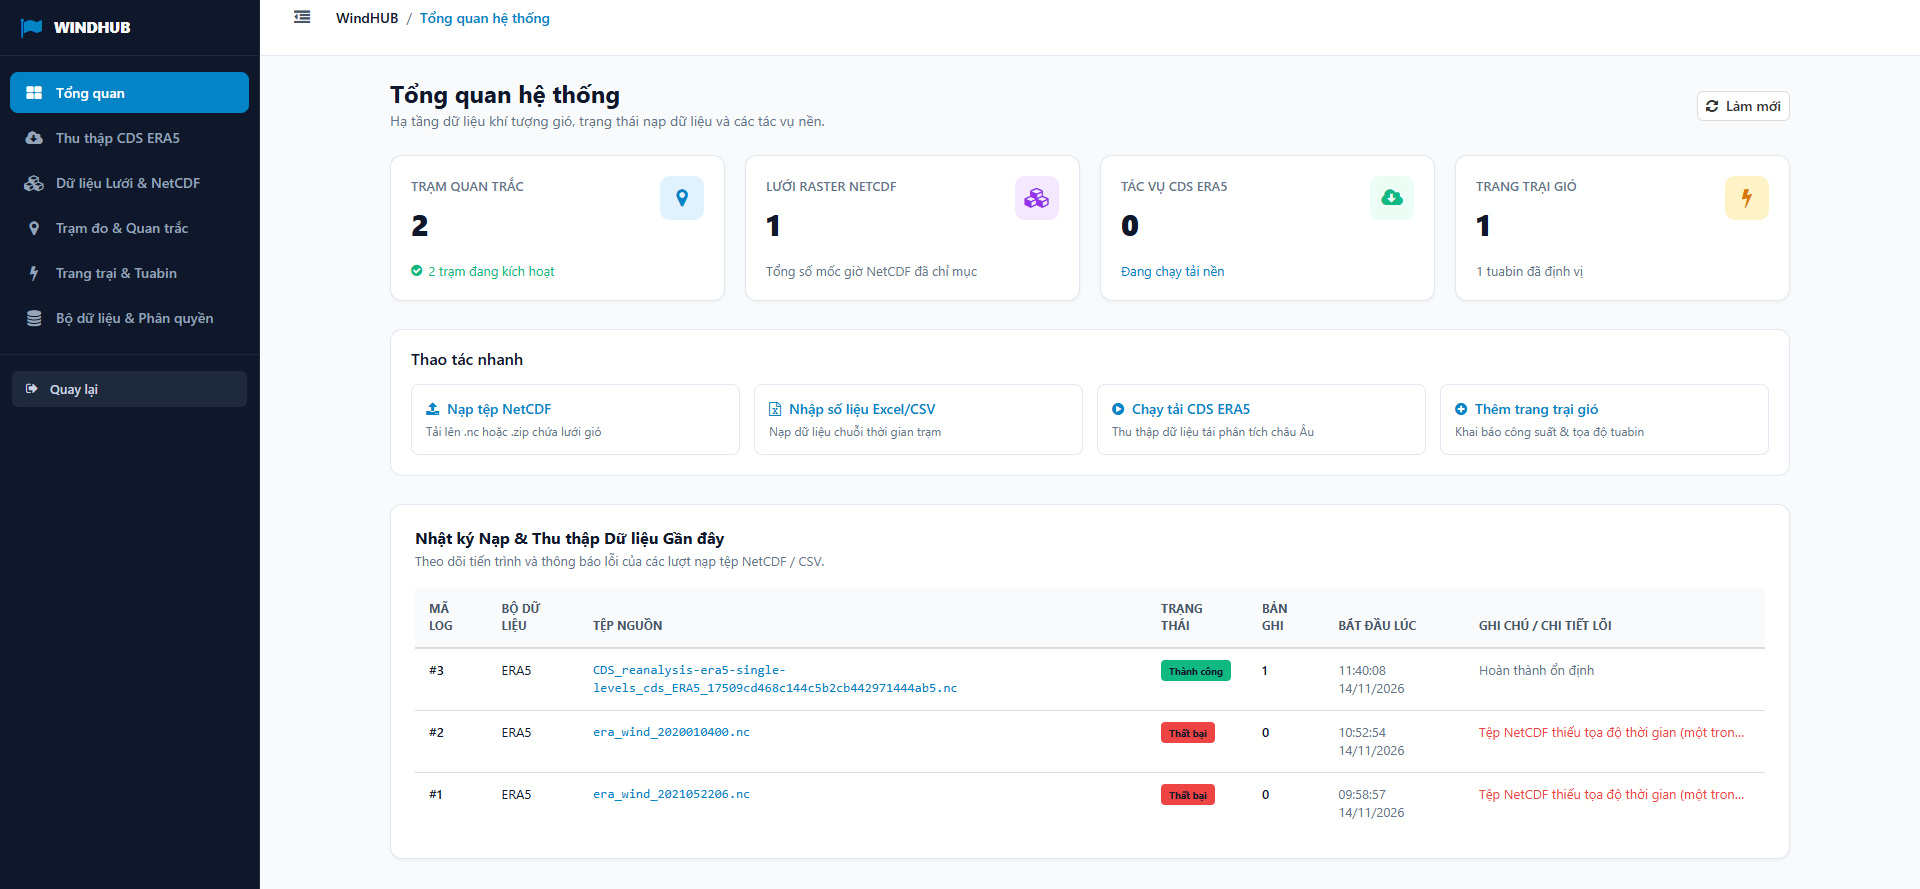 WINDHUB
Tổng quan
Thu thập CDS ERA5
Dữ liệu Lưới & NetCDF
Trạm đo & Quan trắc
Trang trại & Tuabin
Bộ dữ liệu & Phân quyền
Quay lại
WindHUB / Tổng quan hệ thống
Tổng quan hệ thống
Hạ tầng dữ liệu khí tượng gió, trạng thái nạp dữ liệu và các tác vụ nền.
Làm mới
TRẠM QUAN TRẮC
2
2 trạm đang kích hoạt
LƯỚI RASTER NETCDF
1
Tổng số mốc giờ NetCDF đã chỉ mục
TÁC VỤ CDS ERA5
0
Đang chạy tải nền
TRANG TRẠI GIÓ
1
1 tuabin đã định vị
Thao tác nhanh
Nạp tệp NetCDF
Tải lên .nc hoặc .zip chứa lưới gió
Nhập số liệu Excel/CSV
Nạp dữ liệu chuỗi thời gian trạm
Chạy tải CDS ERA5
Thu thập dữ liệu tái phân tích châu Âu
Thêm trang trại gió
Khai báo công suất & tọa độ tuabin
Nhật ký Nạp & Thu thập Dữ liệu Gần đây
Theo dõi tiến trình và thông báo lỗi của các lượt nạp tệp NetCDF / CSV.
MÃ LOG
BỘ DỮ LIỆU
TỆP NGUỒN
TRẠNG THÁI
BẢN GHI
BẮT ĐẦU LÚC
GHI CHÚ / CHI TIẾT LỖI
#3 ERA5 CDS_reanalysis-era5-single- Thành công 1 11:40:08 Hoàn thành ổn định
levels_cds_ERA5_17509cd468c144c5b2cb442971444ab5.nc 14/11/2026
#2 ERA5 era_wind_2020010400.nc Thất bại 0 10:52:54 Tệp NetCDF thiếu tọa độ thời gian (một tron...
14/11/2026
#1 ERA5 era_wind_2021052206.nc Thất bại 0 09:58:57 Tệp NetCDF thiếu tọa độ thời gian (một tron...
14/11/2026